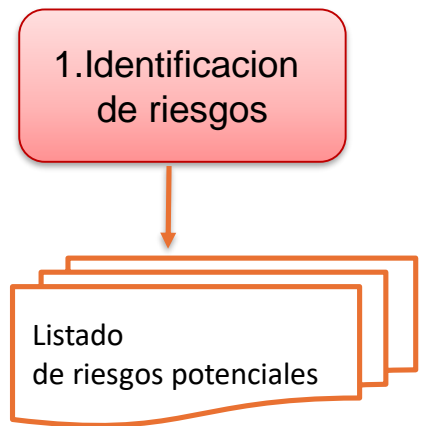 1.Identificacion
de riesgos
Listado
de riesgos potenciales